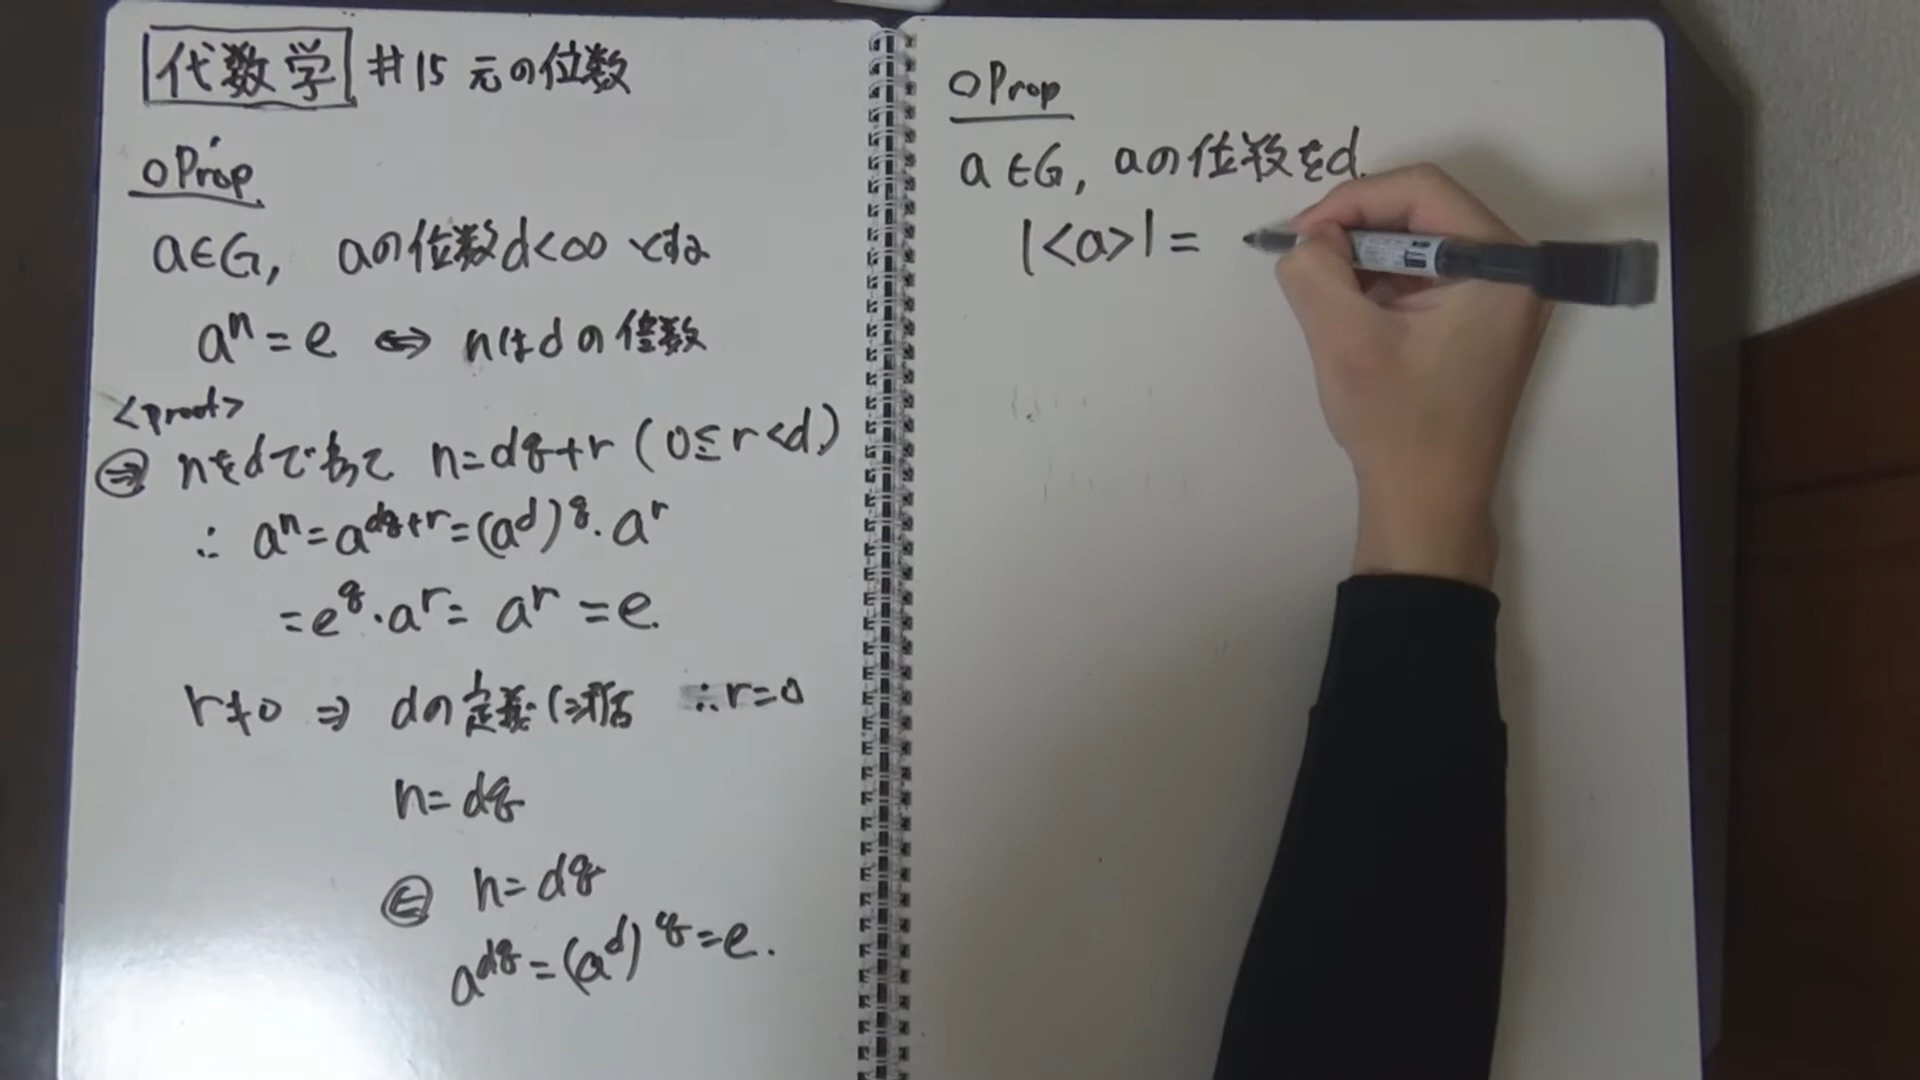 代数学 #15 元の位数
○Prop
a∈G, aの位数d<∞とする
aⁿ=e ⇔ nはdの倍数
<proof>
⇒ nをdでわって n=dq+r (0≦r<d)
∴ aⁿ=a^{dq+r}=(a^d)^q・a^r
=e^q・a^r=a^r=e.
r≠0 ⇒ dの定義に矛盾 ∴r=0
n=dq
⇐ n=dq
a^{dq}=(a^d)^q=e.
○Prop
a∈G, aの位数をd.
|<a>|=